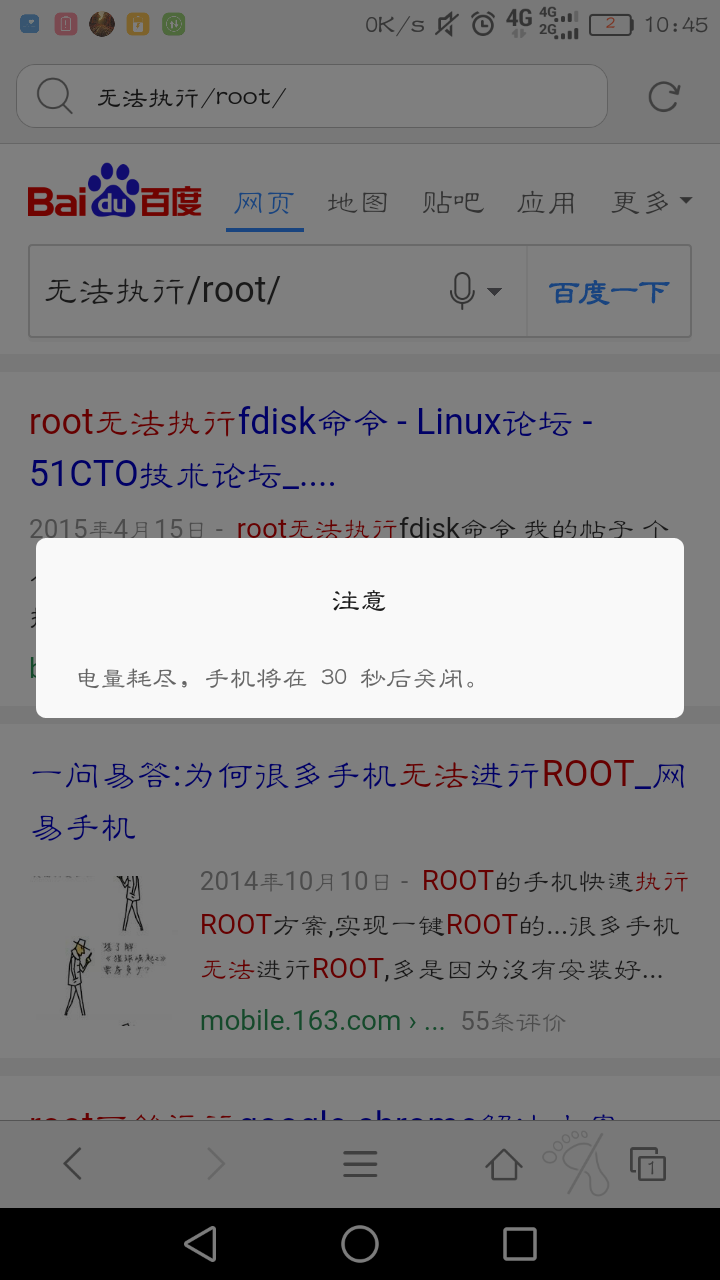 0K/s 4G 4G 2G 2 10:45
无法执行/root/
Bai du 百度 网页 地图 贴吧 应用 更多
无法执行/root/ 百度一下
root无法执行fdisk命令 - Linux论坛 -
51CTO技术论坛_....
2015年4月15日 - root无法执行fdisk命令 我的帖子 个
注意
电量耗尽，手机将在 30 秒后关闭。
一问易答:为何很多手机无法进行ROOT_网
易手机
2014年10月10日 - ROOT的手机快速执行
ROOT方案,实现一键ROOT的...很多手机
无法进行ROOT,多是因为没有安装好...
mobile.163.com › ... 55条评价
1